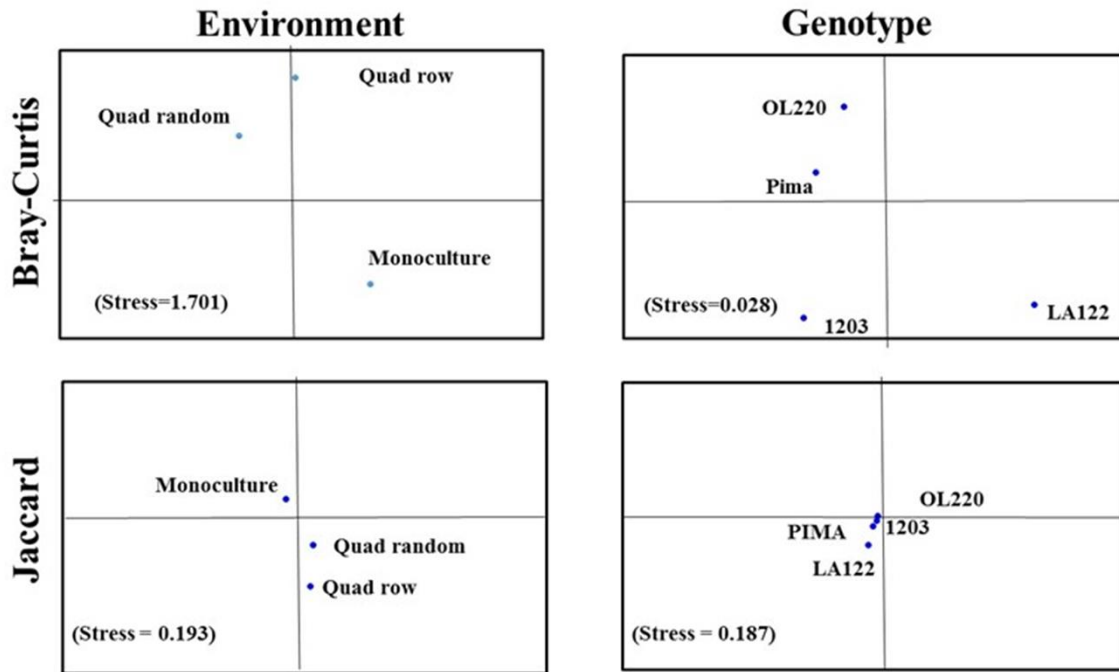 Environment
Genotype
Bray-Curtis
Quad row
Quad random
Monoculture
(Stress=1.701)
OL220
Pima
(Stress=0.028)
LA122
1203
Jaccard
Monoculture
Quad random
Quad row
(Stress = 0.193)
OL220
PIMA
1203
LA122
(Stress = 0.187)